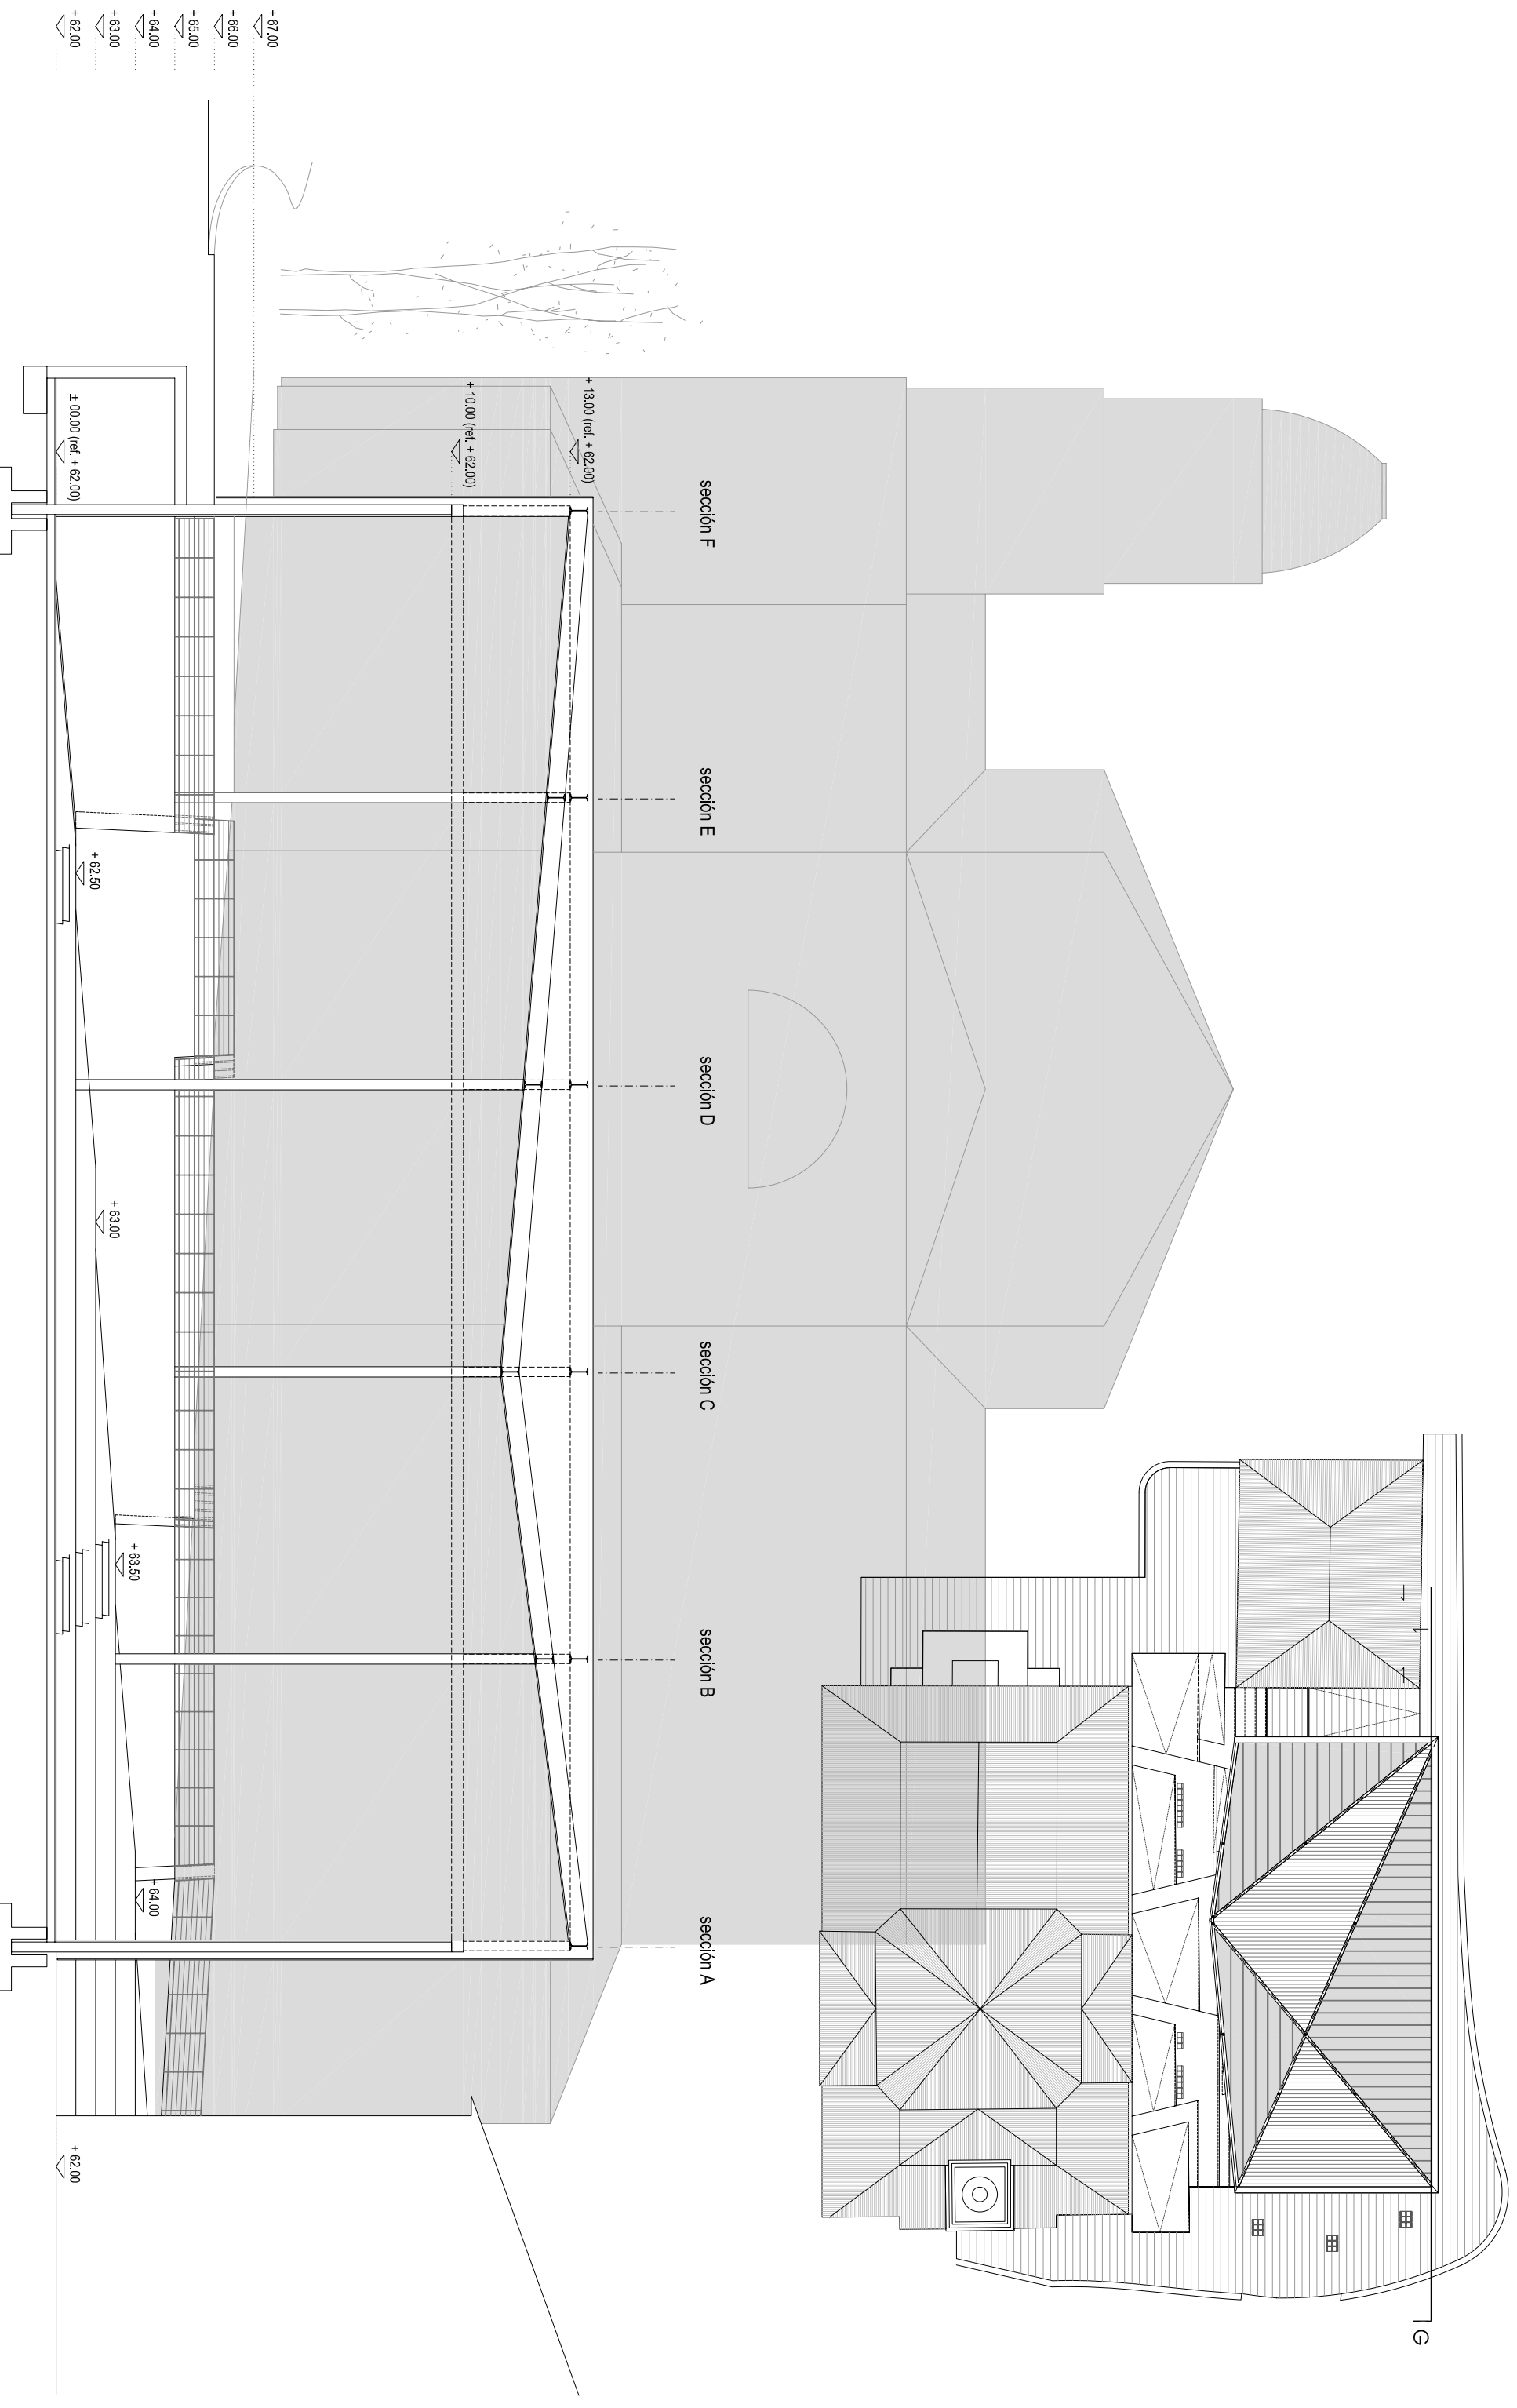 G
sección F
sección E
sección D
sección C
sección B
sección A
+ 13.00 (ref. + 62.00)
+ 10.00 (ref. + 62.00)
+ 67.00
+ 66.00
+ 65.00
+ 64.00
+ 63.00
+ 62.00
± 00.00 (ref. + 62.00)
+ 62.50
+ 63.00
+ 63.50
+ 64.00
+ 62.00